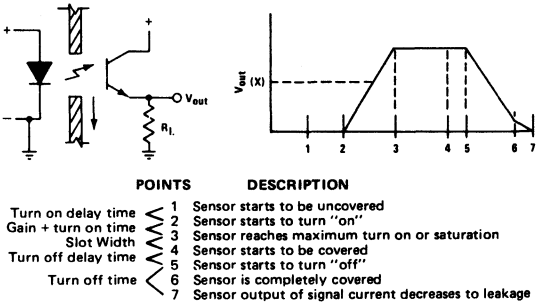 +
+
−
V out
R L
V out (X)
1 2 3 4 5 6 7
POINTS DESCRIPTION
Turn on delay time
Gain + turn on time
Slot Width
Turn off delay time
Turn off time
1 Sensor starts to be uncovered
2 Sensor starts to turn "on"
3 Sensor reaches maximum turn on or saturation
4 Sensor starts to be covered
5 Sensor starts to turn "off"
6 Sensor is completely covered
7 Sensor output of signal current decreases to leakage